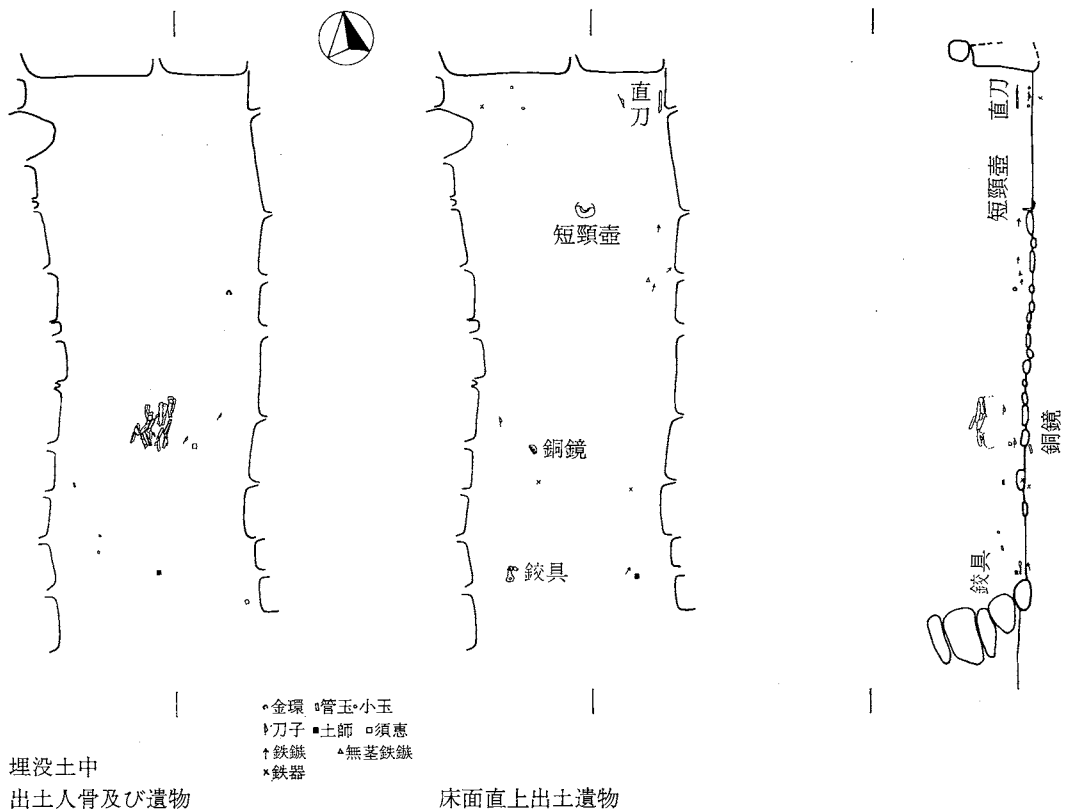 直刀
短頸壺
銅鏡
鉸具
直刀
短頸壺
銅鏡
鉸具
金環 管玉 小玉
刀子 土師 須恵
鉄鏃 無茎鉄鏃
鉄器
埋没土中
出土人骨及び遺物
床面直上出土遺物